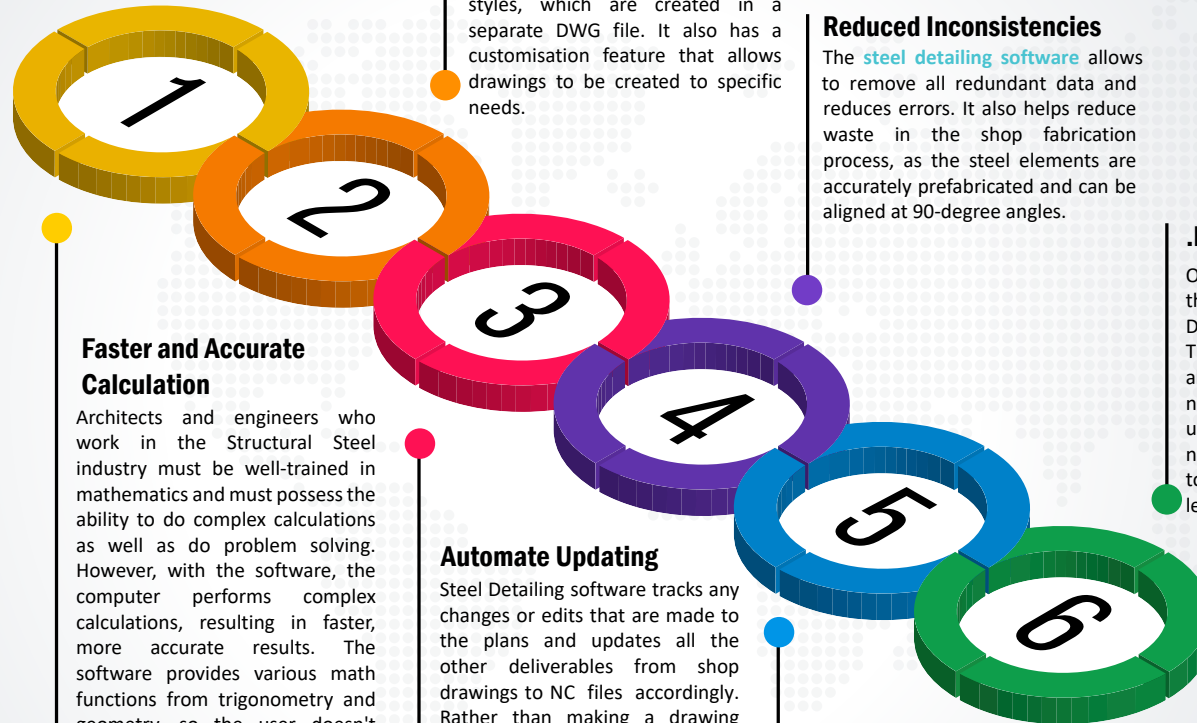 1
2
3
4
5
6
styles, which are created in a
separate DWG file. It also has a
customisation feature that allows
drawings to be created to specific
needs.
Reduced Inconsistencies
The steel detailing software allows
to remove all redundant data and
reduces errors. It also helps reduce
waste in the shop fabrication
process, as the steel elements are
accurately prefabricated and can be
aligned at 90-degree angles.
Faster and Accurate
Calculation
Architects and engineers who
work in the Structural Steel
industry must be well-trained in
mathematics and must possess the
ability to do complex calculations
as well as do problem solving.
However, with the software, the
computer performs complex
calculations, resulting in faster,
more accurate results. The
software provides various math
functions from trigonometry and
geometry, so the user doesn't
Automate Updating
Steel Detailing software tracks any
changes or edits that are made to
the plans and updates all the
other deliverables from shop
drawings to NC files accordingly.
Rather than making a drawing